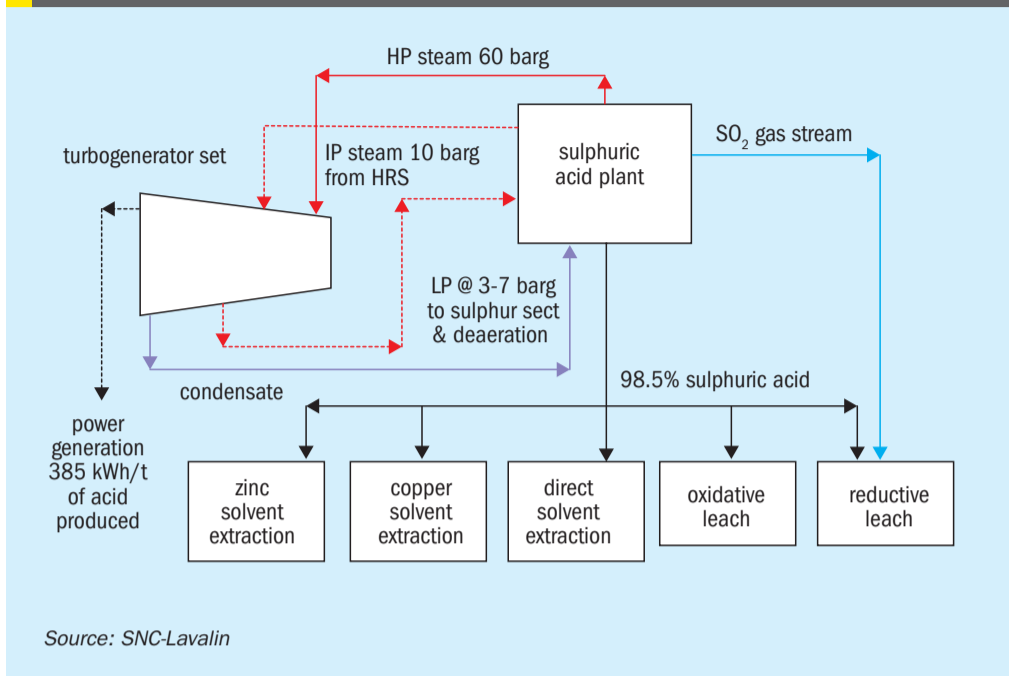 HP steam 60 barg
SO₂ gas stream
turbogenerator set
IP steam 10 barg
from HRS
sulphuric
acid plant
LP @ 3-7 barg
to sulphur sect
& deaeration
98.5% sulphuric acid
condensate
power
generation
385 kWh/t
of acid
produced
zinc
solvent
extraction
copper
solvent
extraction
direct
solvent
extraction
oxidative
leach
reductive
leach
Source: SNC-Lavalin